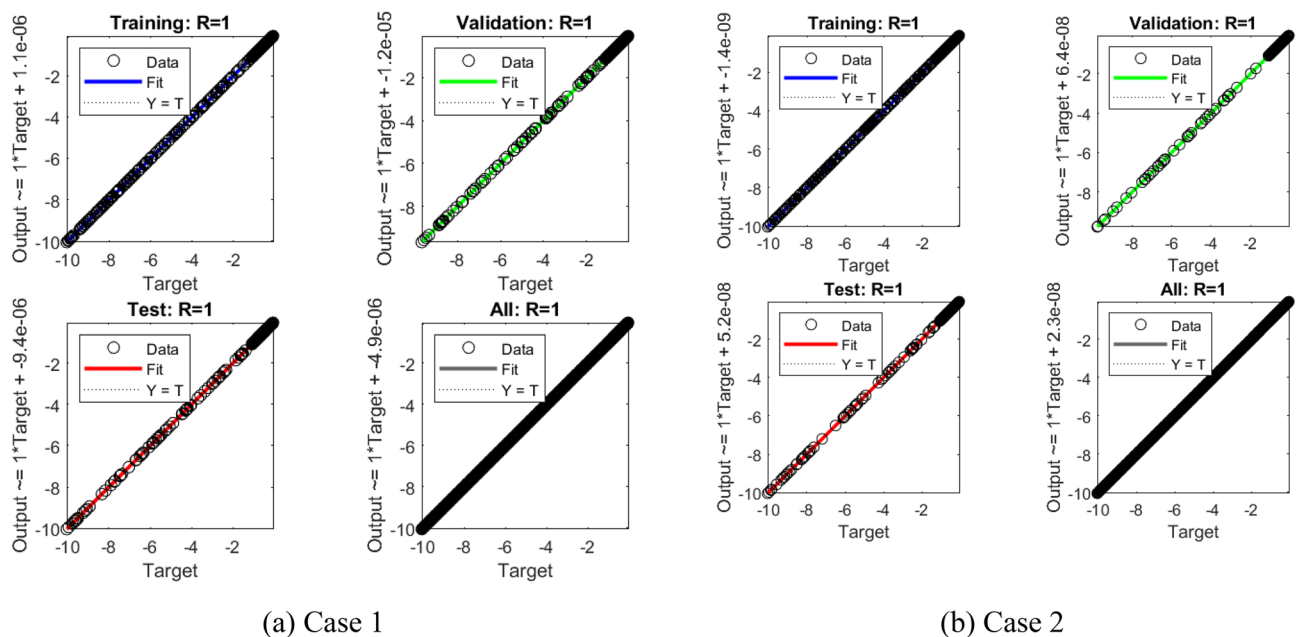 Training: R=1
Output ~= 1*Target + 1.1e-06
Data
Fit
Y = T
-2
-4
-6
-8
-10
-10 -8 -6 -4 -2
Target
Validation: R=1
Output ~= 1*Target + -1.2e-05
Data
Fit
Y = T
-2
-4
-6
-8
-8 -6 -4 -2
Target
Test: R=1
Output ~= 1*Target + -9.4e-06
Data
Fit
Y = T
-2
-4
-6
-8
-10
-10 -8 -6 -4 -2
Target
All: R=1
Output ~= 1*Target + -4.9e-06
Data
Fit
Y = T
-2
-4
-6
-8
-10
-10 -8 -6 -4 -2
Target
(a) Case 1
Training: R=1
Output ~= 1*Target + -1.4e-09
Data
Fit
Y = T
-2
-4
-6
-8
-10
-10 -8 -6 -4 -2
Target
Validation: R=1
Output ~= 1*Target + 6.4e-08
Data
Fit
Y = T
-2
-4
-6
-8
-8 -6 -4 -2
Target
Test: R=1
Output ~= 1*Target + 5.2e-08
Data
Fit
Y = T
-2
-4
-6
-8
-10
-10 -8 -6 -4 -2
Target
All: R=1
Output ~= 1*Target + 2.3e-08
Data
Fit
Y = T
-2
-4
-6
-8
-10
-10 -8 -6 -4 -2
Target
(b) Case 2